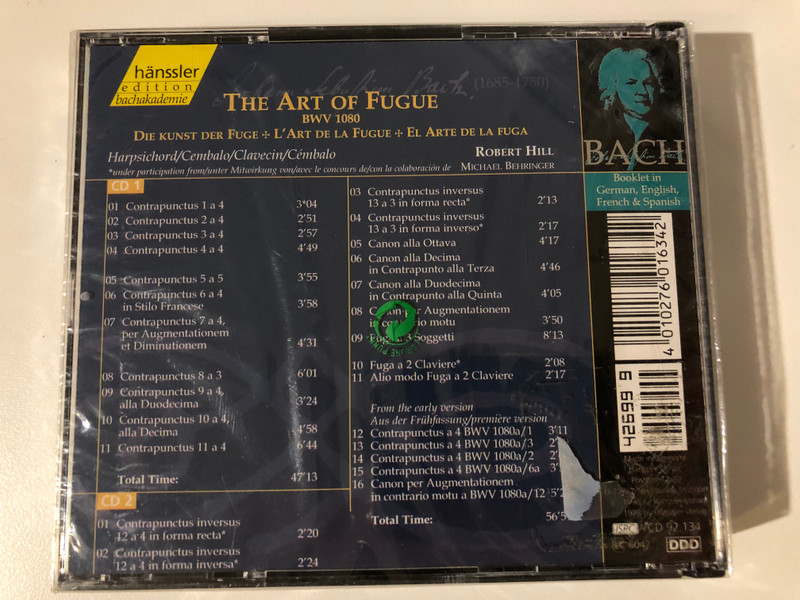 hänssler
edition
bachakademie
(1685-1750)
THE ART OF FUGUE
BWV 1080
DIE KUNST DER FUGE ✢ L'ART DE LA FUGUE ✢ EL ARTE DE LA FUGA
Harpsichord/Cembalo/Clavecin/Cémbalo
ROBERT HILL
*under participation from/unter Mitwirkung von/avec le concours de/con la colaboración de MICHAEL BEHRINGER
CD 1
01 Contrapunctus 1 a 4 3*04
02 Contrapunctus 2 a 4 2'51
03 Contrapunctus 3 a 4 2'57
04 Contrapunctus 4 a 4 4'49
05 Contrapunctus 5 a 5 3'55
06 Contrapunctus 6 a 4
in Stilo Francese 3'58
07 Contrapunctus 7 a 4,
per Augmentationem
et Diminutionem 4'31
08 Contrapunctus 8 a 3 6'01
09 Contrapunctus 9 a 4,
alla Duodecima 3'24
10 Contrapunctus 10 a 4,
alla Decima 4'58
11 Contrapunctus 11 a 4 6'44
Total Time: 47'13
CD 2
01 Contrapunctus inversus
12 a 4 in forma recta* 2'20
02 Contrapunctus inversus
12 a 4 in forma inversa* 2'24
03 Contrapunctus inversus
13 a 3 in forma recta* 2'13
04 Contrapunctus inversus
13 a 3 in forma inverso* 2'17
05 Canon alla Ottava 4'17
06 Canon alla Decima
in Contrapunto alla Terza 4'46
07 Canon alla Duodecima
in Contrapunto alla Quinta 4'05
08 Canon per Augmentationem
in contrario motu 3'50
09 Fuga a 3 Soggetti 8'13
10 Fuga a 2 Claviere* 2'08
11 Alio modo Fuga a 2 Claviere 2'17
From the early version
Aus der Frühfassung/première version
12 Contrapunctus a 4 BWV 1080a/1 3'11
13 Contrapunctus a 4 BWV 1080a/3
14 Contrapunctus a 4 BWV 1080a/2
15 Contrapunctus a 4 BWV 1080a/6a
16 Canon per Augmentationem
in contrario motu a BWV 1080a/12
Total Time:
BACH
Booklet in
German, English,
French & Spanish
4 010276 016342
42699 9
ISRC CD 92.134
DDD